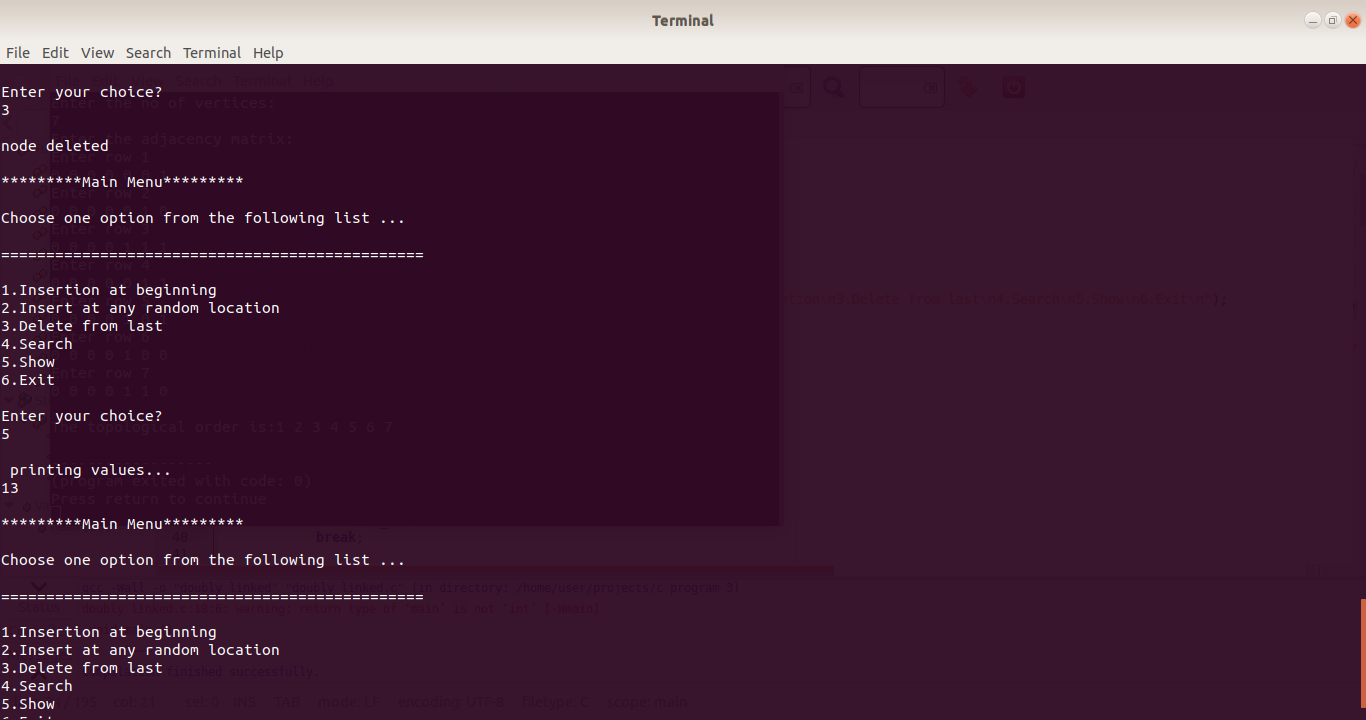 Terminal
File Edit View Search Terminal Help
Enter your choice?
3
node deleted
*********Main Menu*********
Choose one option from the following list ...
===============================================
1.Insertion at beginning
2.Insert at any random location
3.Delete from last
4.Search
5.Show
6.Exit
Enter your choice?
5
printing values...
13
*********Main Menu*********
Choose one option from the following list ...
===============================================
1.Insertion at beginning
2.Insert at any random location
3.Delete from last
4.Search
5.Show
6.Exit